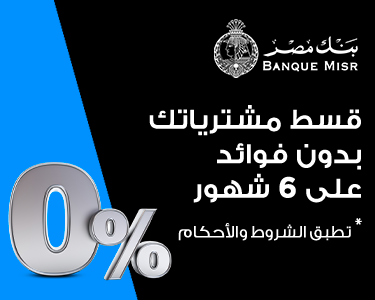 بنك مصر
BANQUE MISR
قسط مشترياتك
بدون فوائد
على 6 شهور
* تطبق الشروط والأحكام
0%